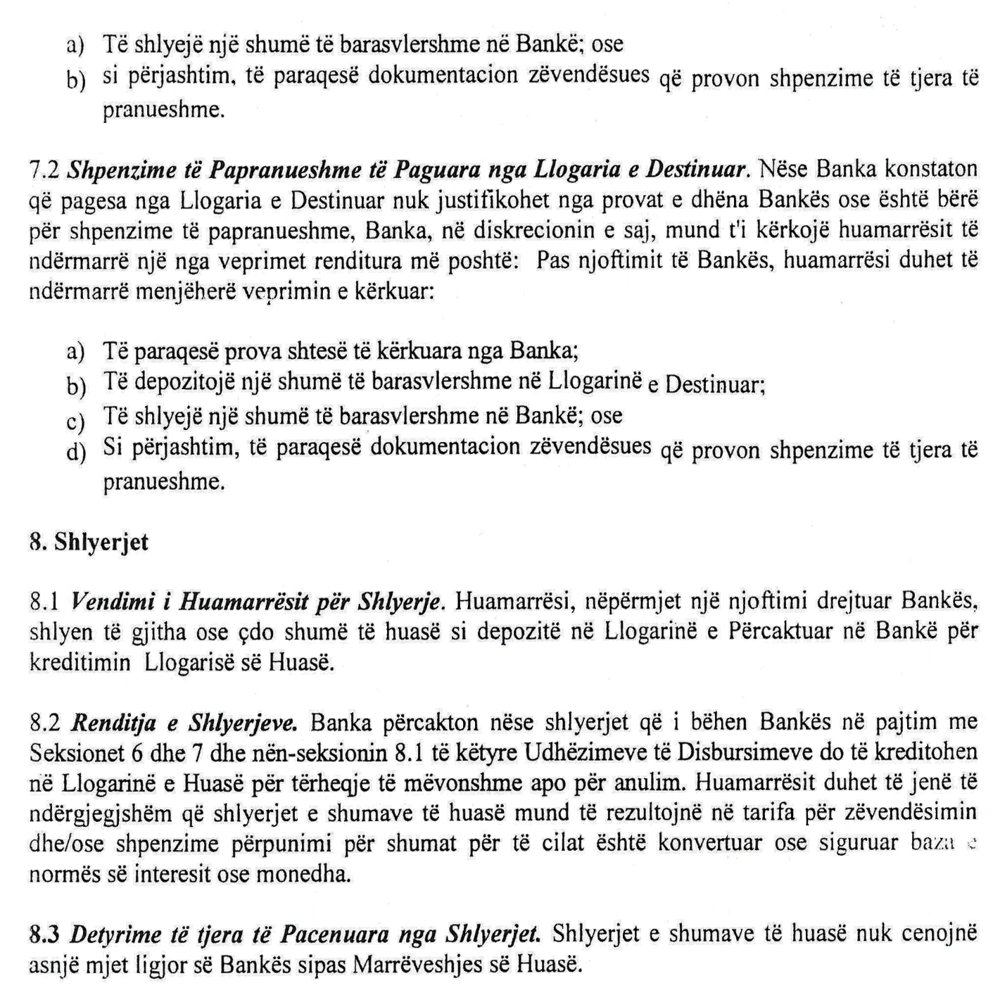 a) Të shlyejë një shumë të barasvlershme në Bankë; ose
b) si përjashtim, të paraqesë dokumentacion zëvendësues që provon shpenzime të tjera të
pranueshme.
7.2 Shpenzime të Papranueshme të Paguara nga Llogaria e Destinuar. Nëse Banka konstaton
që pagesa nga Llogaria e Destinuar nuk justifikohet nga provat e dhëna Bankës ose është bërë
për shpenzime të papranueshme, Banka, në diskrecionin e saj, mund t'i kërkojë huamarrësit të
ndërmarrë një nga veprimet renditura më poshtë: Pas njoftimit të Bankës, huamarrësi duhet të
ndërmarrë menjëherë veprimin e kërkuar:
a) Të paraqesë prova shtesë të kërkuara nga Banka;
b) Të depozitojë një shumë të barasvlershme në Llogarinë e Destinuar;
c) Të shlyejë një shumë të barasvlershme në Bankë; ose
d) Si përjashtim, të paraqesë dokumentacion zëvendësues që provon shpenzime të tjera të
pranueshme.
8. Shlyerjet
8.1 Vendimi i Huamarrësit për Shlyerje. Huamarrësi, nëpërmjet një njoftimi drejtuar Bankës,
shlyen të gjitha ose çdo shumë të huasë si depozitë në Llogarinë e Përcaktuar në Bankë për
kreditimin Llogarisë së Huasë.
8.2 Renditja e Shlyerjeve. Banka përcakton nëse shlyerjet që i bëhen Bankës në pajtim me
Seksionet 6 dhe 7 dhe nën-seksionin 8.1 të këtyre Udhëzimeve të Disbursimeve do të kreditohen
në Llogarinë e Huasë për tërheqje të mëvonshme apo për anulim. Huamarrësit duhet të jenë të
ndërgjegjshëm që shlyerjet e shumave të huasë mund të rezultojnë në tarifa për zëvendësimin
dhe/ose shpenzime përpunimi për shumat për të cilat është konvertuar ose siguruar baza e
normës së interesit ose monedha.
8.3 Detyrime të tjera të Pacenuara nga Shlyerjet. Shlyerjet e shumave të huasë nuk cenojnë
asnjë mjet ligjor së Bankës sipas Marrëveshjes së Huasë.